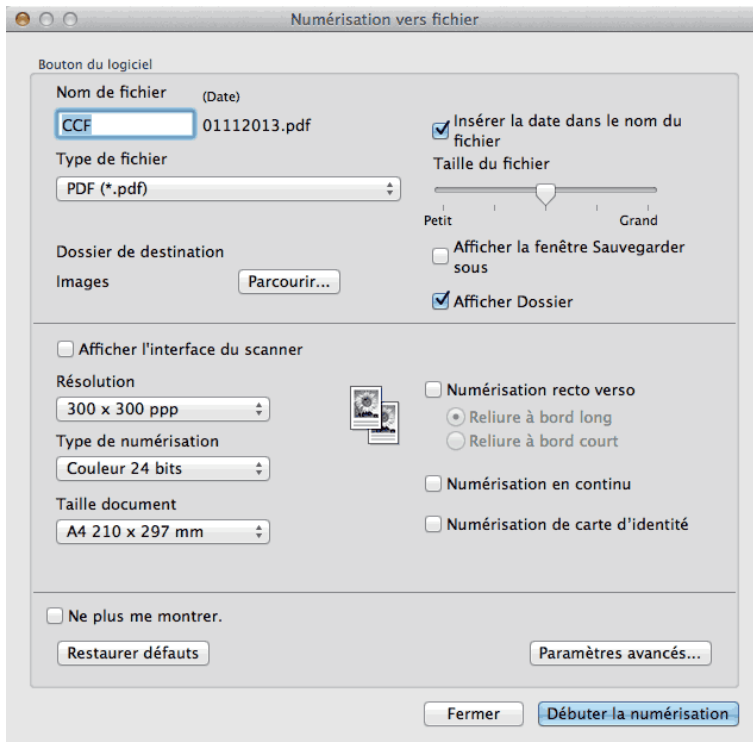 Numérisation vers fichier
Bouton du logiciel
Nom de fichier
(Date)
CCF
01112013.pdf
Insérer la date dans le nom du
fichier
Type de fichier
PDF (*.pdf)
Taille du fichier
Petit
Grand
Dossier de destination
Images
Parcourir...
Afficher la fenêtre Sauvegarder
sous
Afficher Dossier
Afficher l'interface du scanner
Résolution
300 x 300 ppp
Type de numérisation
Couleur 24 bits
Taille document
A4 210 x 297 mm
Numérisation recto verso
Reliure à bord long
Reliure à bord court
Numérisation en continu
Numérisation de carte d'identité
Ne plus me montrer.
Restaurer défauts
Paramètres avancés...
Fermer
Débuter la numérisation